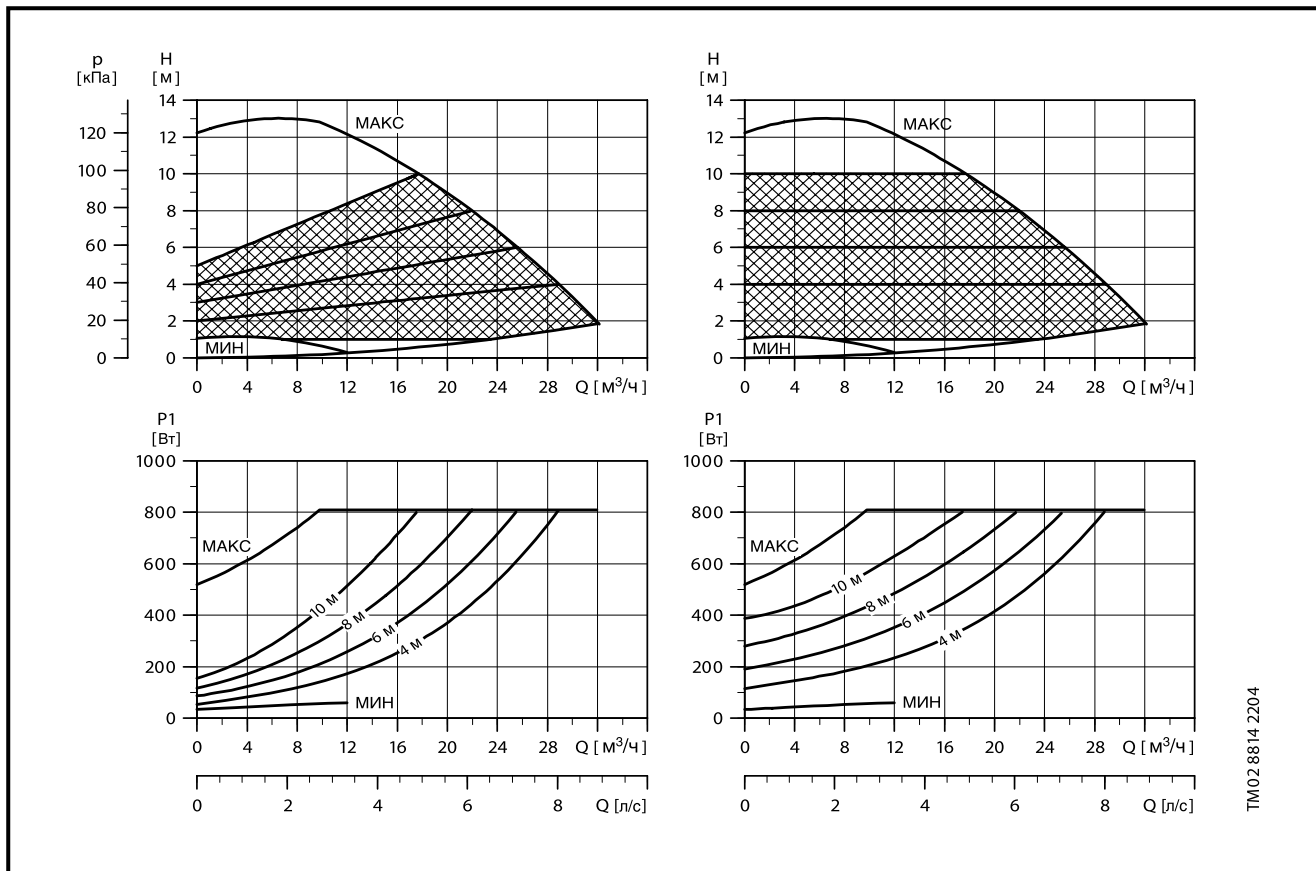 p
[кПа]
H
[м]
14
12
10
8
6
4
2
0
120
100
80
60
40
20
0
МАКС
МИН
0 4 8 12 16 20 24 28 Q [м³/ч]
H
[м]
14
12
10
8
6
4
2
0
МАКС
МИН
0 4 8 12 16 20 24 28 Q [м³/ч]
P1
[Вт]
1000
800
600
400
200
0
МАКС
10 м
8 м
6 м
4 м
МИН
0 4 8 12 16 20 24 28 Q [м³/ч]
0 2 4 6 8 Q [л/с]
P1
[Вт]
1000
800
600
400
200
0
МАКС
10 м
8 м
6 м
4 м
МИН
0 4 8 12 16 20 24 28 Q [м³/ч]
0 2 4 6 8 Q [л/с]
TM02 8814 2204